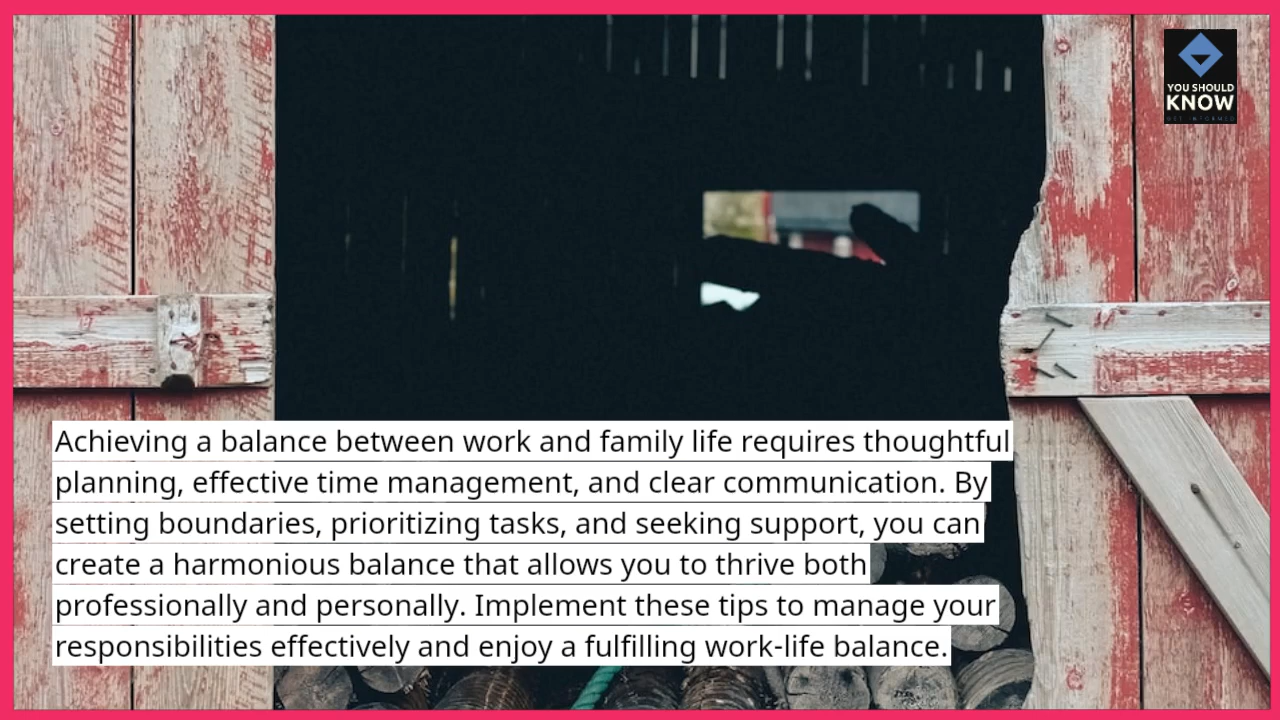 YOU SHOULD
KNOW
GET INFORMED
Achieving a balance between work and family life requires thoughtful
planning, effective time management, and clear communication. By
setting boundaries, prioritizing tasks, and seeking support, you can
create a harmonious balance that allows you to thrive both
professionally and personally. Implement these tips to manage your
responsibilities effectively and enjoy a fulfilling work-life balance.